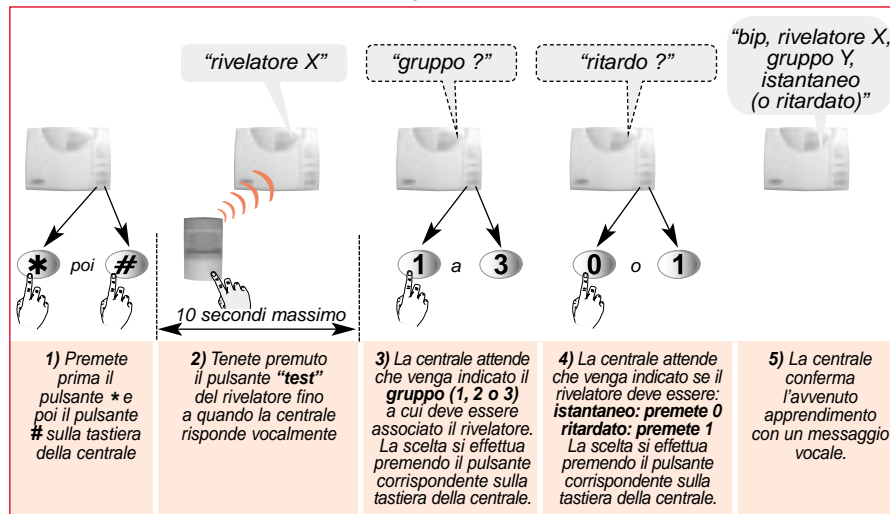 “rivelatore X”
“gruppo ?”
“ritardo ?”
“bip, rivelatore X,
gruppo Y,
istantaneo
(o ritardato)”
* poi #
10 secondi massimo
1 a 3
0 o 1
1) Premete
prima il
pulsante * e
poi il pulsante
# sulla tastiera
della centrale
2) Tenete premuto
il pulsante “test”
del rivelatore fino
a quando la centrale
risponde vocalmente
3) La centrale attende
che venga indicato il
gruppo (1, 2 o 3)
a cui deve essere
associato il rivelatore.
La scelta si effettua
premendo il pulsante
corrispondente sulla
tastiera della centrale.
4) La centrale attende
che venga indicato se il
rivelatore deve essere:
istantaneo: premete 0
ritardato: premete 1
La scelta si effettua
premendo il pulsante
corrispondente sulla
tastiera della centrale.
5) La centrale
conferma
l’avvenuto
apprendimento
con un messaggio
vocale.